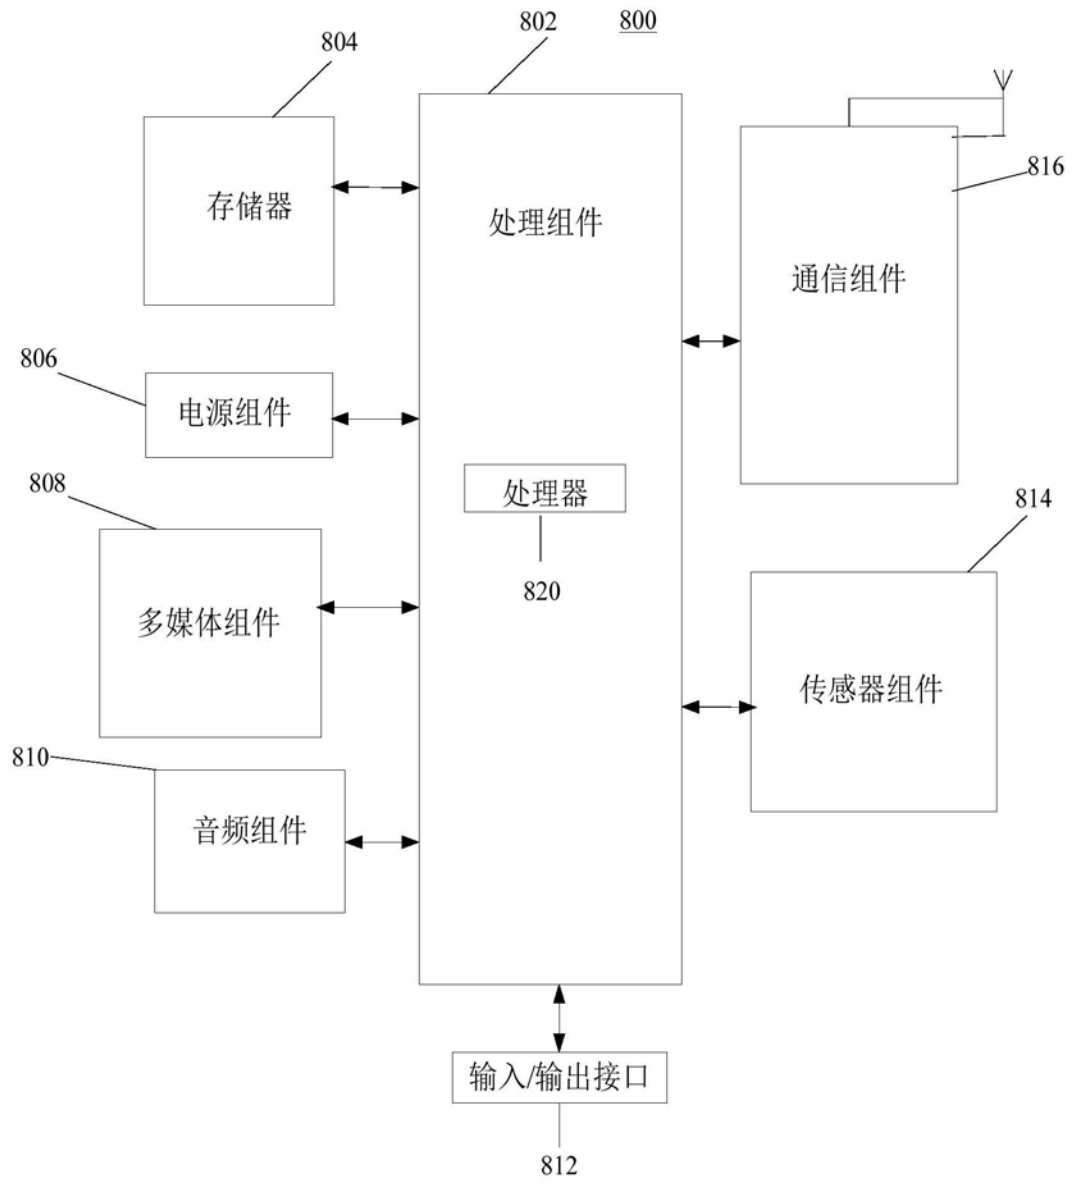 800
802
804
存储器
处理组件
816
通信组件
806
电源组件
808
处理器
820
814
多媒体组件
传感器组件
810
音频组件
输入/输出接口
812